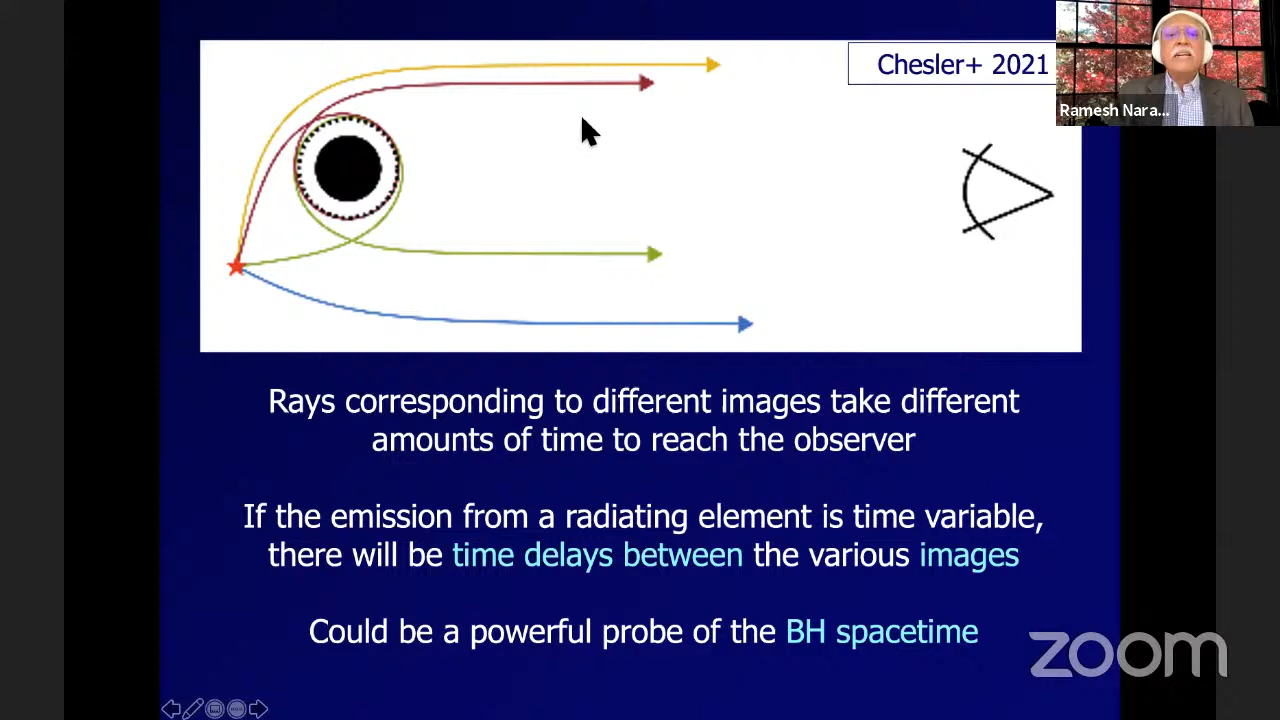 Chesler+ 2021
Ramesh Nara...
Rays corresponding to different images take different
amounts of time to reach the observer
If the emission from a radiating element is time variable,
there will be time delays between the various images
Could be a powerful probe of the BH spacetime
zoom